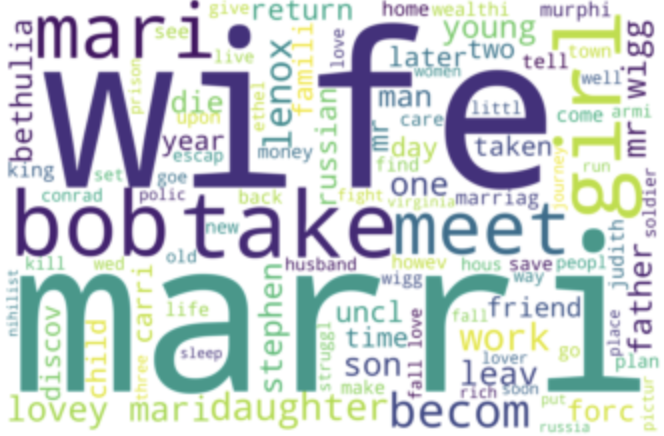 bethulia mari see give return home wealthi murphi
prison live lenox famili love later two young tell town girl mr wigg
wife
die upon ethel russian mr man women care littl well
king year escap money day find taken come armi
set goe one marriag journey run soldier
conrad polic back fight virginia
bob take meet
new
nihilist kill wed old husband howev hous save peopl judith father
marri
discov child carri life stephen wigg uncl friend way place
three sleep struggl time fall work go plan
son lover leav
make fall love rich soon pictur
lovey mari daughter becom put forc
russia